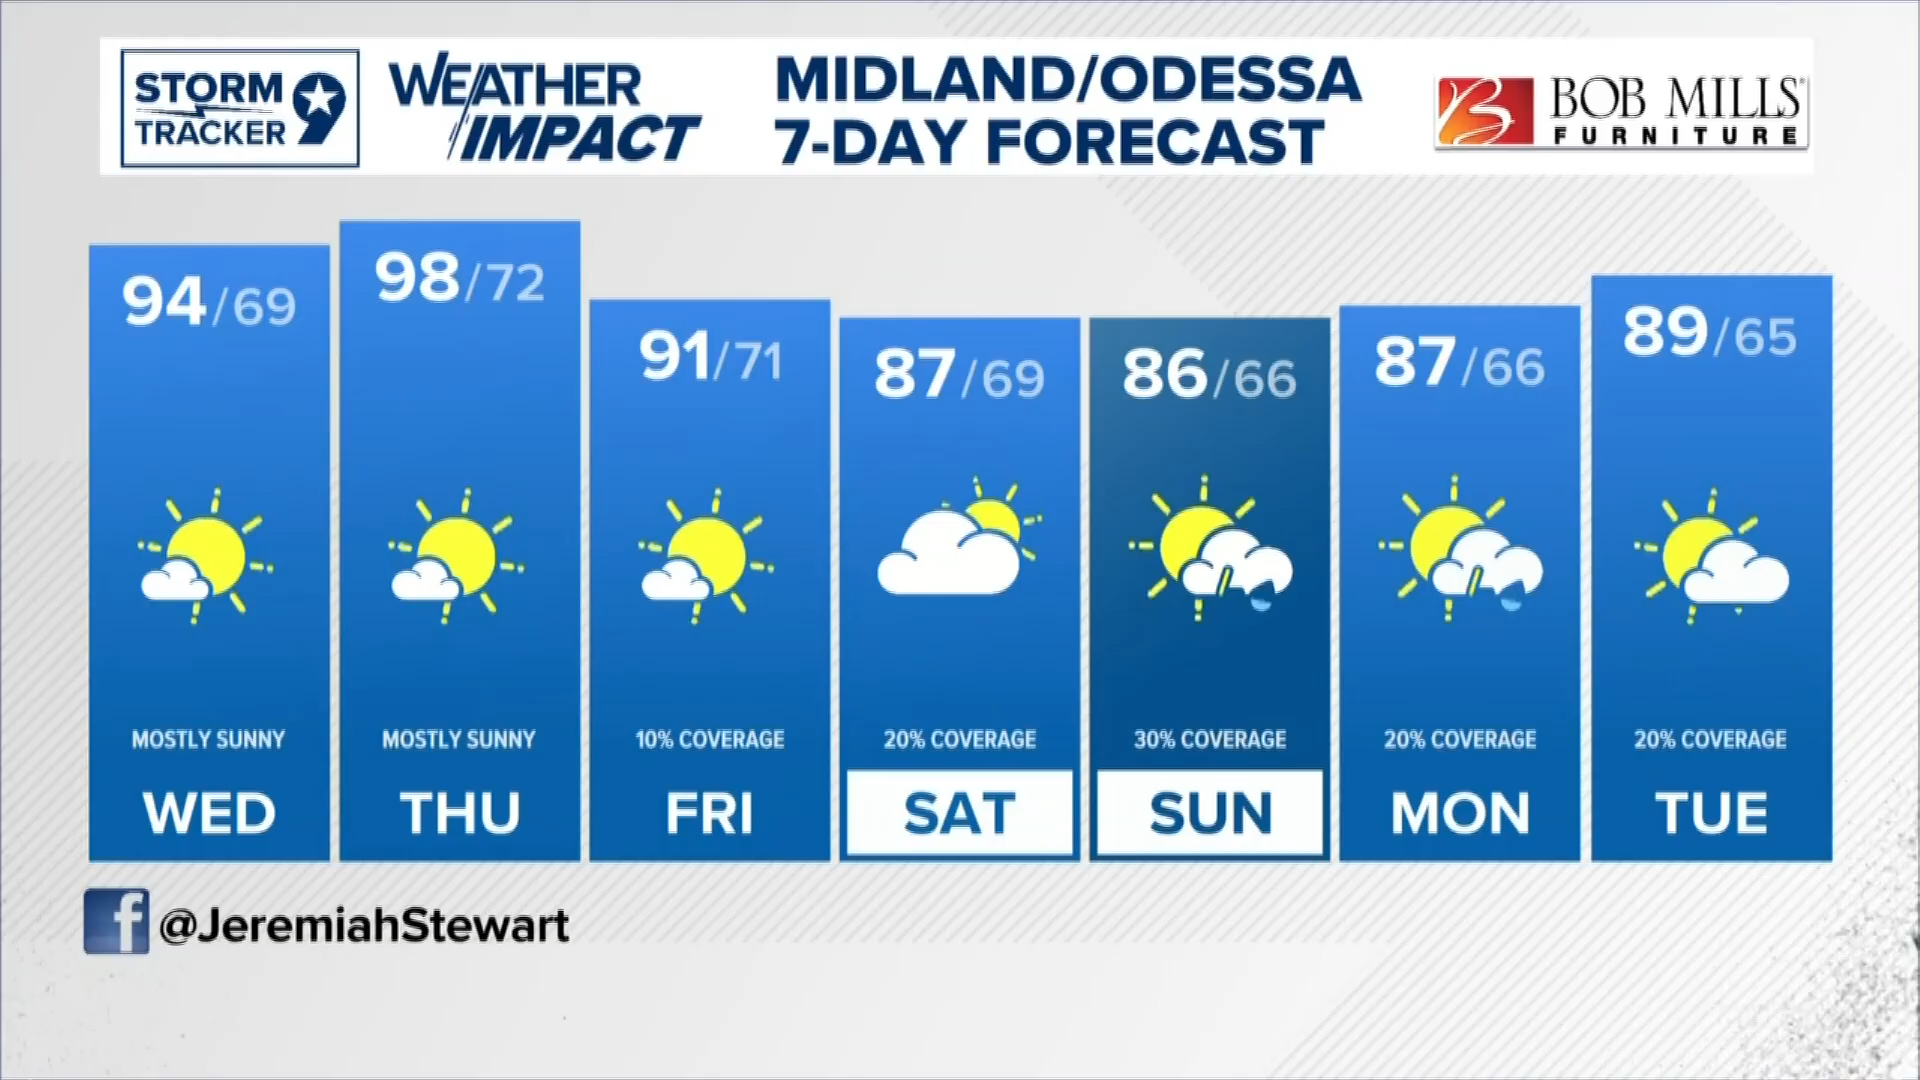 STORM
TRACKER 9
WEATHER
IMPACT
MIDLAND/ODESSA
7-DAY FORECAST
BOB MILLS
FURNITURE
94/69
MOSTLY SUNNY
WED
98/72
MOSTLY SUNNY
THU
91/71
10% COVERAGE
FRI
87/69
20% COVERAGE
SAT
86/66
30% COVERAGE
SUN
87/66
20% COVERAGE
MON
89/65
20% COVERAGE
TUE
f @JeremiahStewart